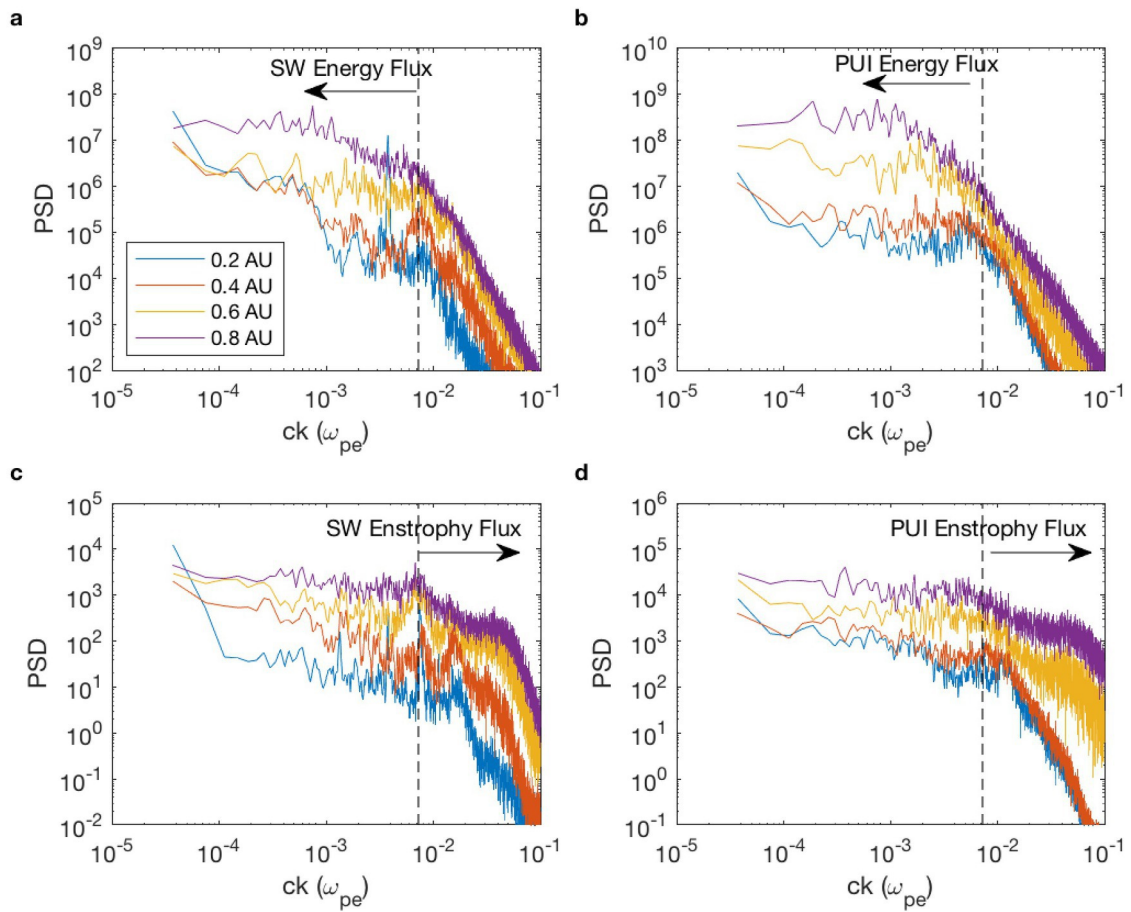 a
SW Energy Flux
PSD
10^9
10^8
10^7
10^6
10^5
10^4
10^3
10^2
0.2 AU
0.4 AU
0.6 AU
0.8 AU
10^-5 10^-4 10^-3 10^-2 10^-1
ck (ω_pe)
b
PUI Energy Flux
PSD
10^10
10^9
10^8
10^7
10^6
10^5
10^4
10^3
10^-5 10^-4 10^-3 10^-2 10^-1
ck (ω_pe)
c
SW Enstrophy Flux
PSD
10^5
10^4
10^3
10^2
10^1
10^0
10^-1
10^-2
10^-5 10^-4 10^-3 10^-2 10^-1
ck (ω_pe)
d
PUI Enstrophy Flux
PSD
10^6
10^5
10^4
10^3
10^2
10^1
10^0
10^-1
10^-5 10^-4 10^-3 10^-2 10^-1
ck (ω_pe)